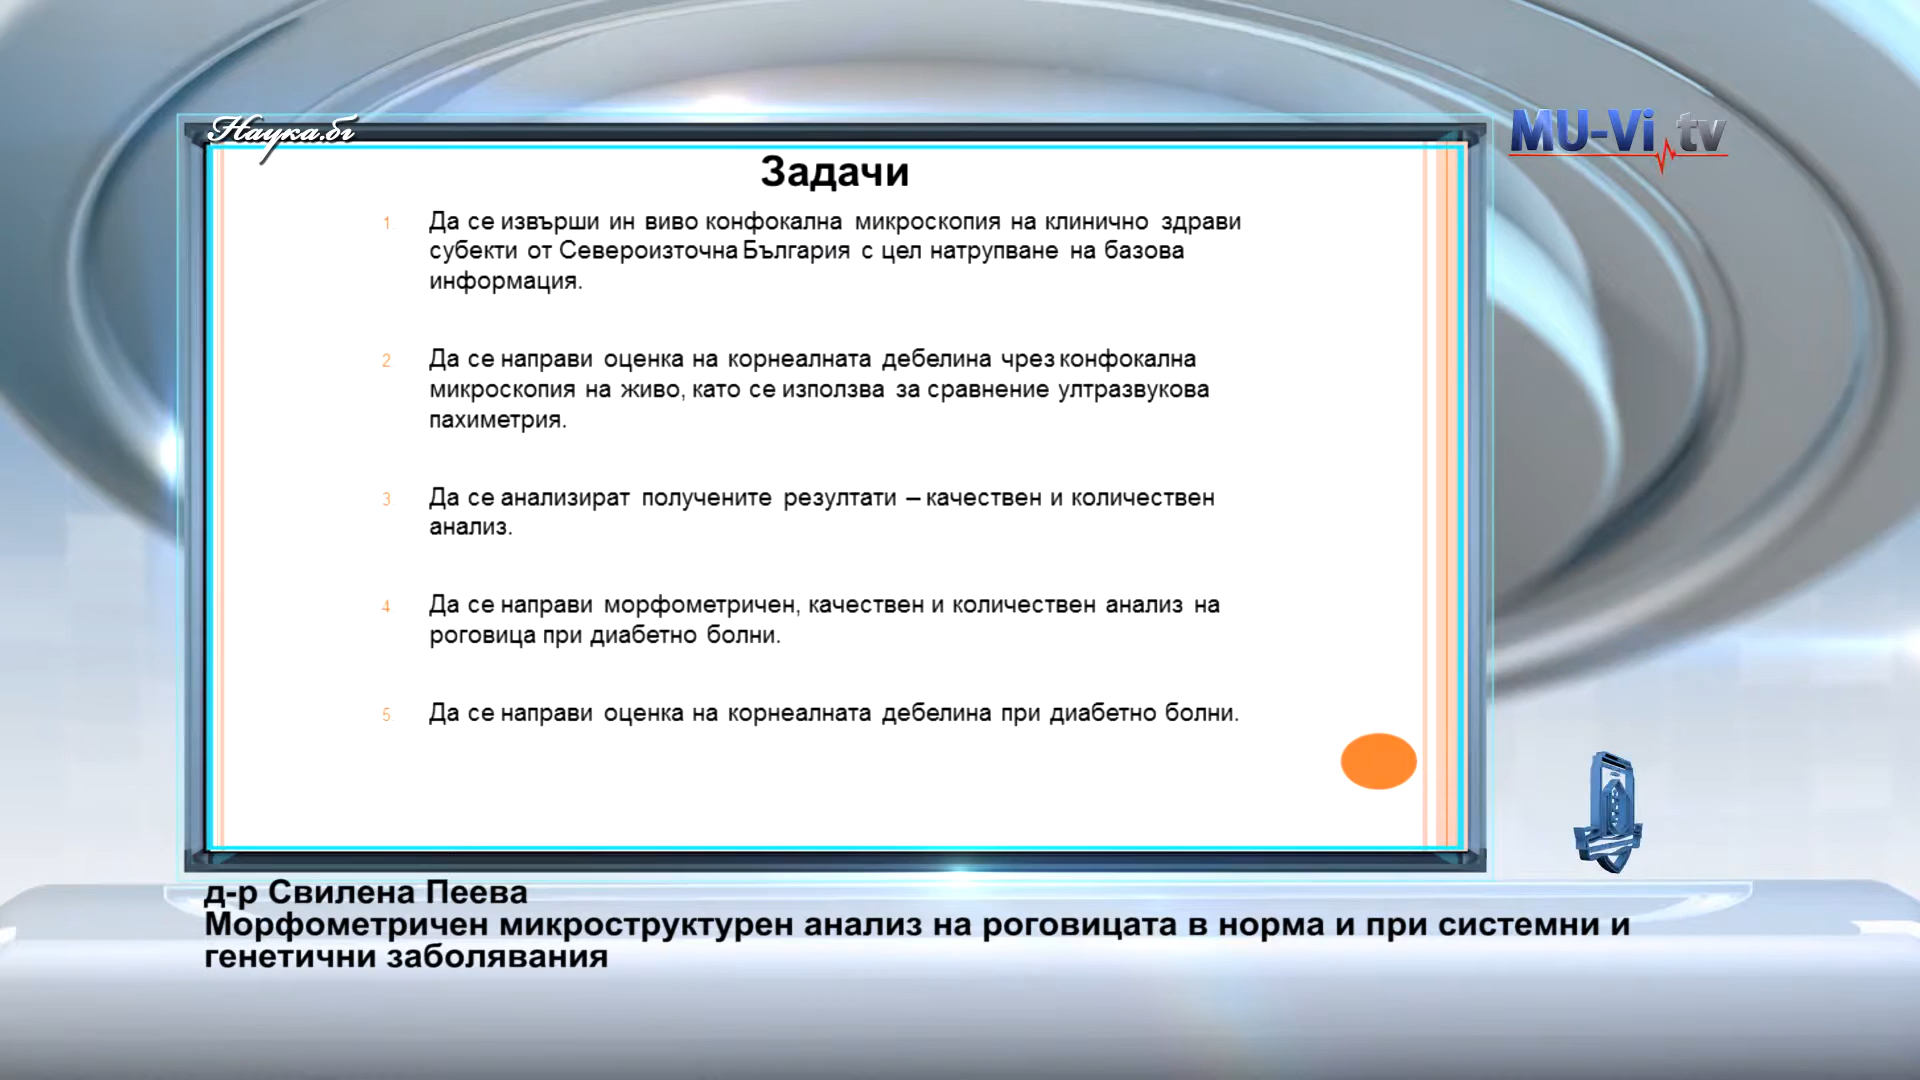 Наука.бг
MU-Vi.tv
Задачи
1. Да се извърши ин виво конфокална микроскопия на клинично здрави
субекти от Североизточна България с цел натрупване на базова
информация.
2 Да се направи оценка на корнеалната дебелина чрез конфокална
микроскопия на живо, като се използва за сравнение ултразвукова
пахиметрия.
3 Да се анализират получените резултати – качествен и количествен
анализ.
4 Да се направи морфометричен, качествен и количествен анализ на
роговица при диабетно болни.
5. Да се направи оценка на корнеалната дебелина при диабетно болни.
д-р Свилена Пеева
Морфометричен микроструктурен анализ на роговицата в норма и при системни и
генетични заболявания